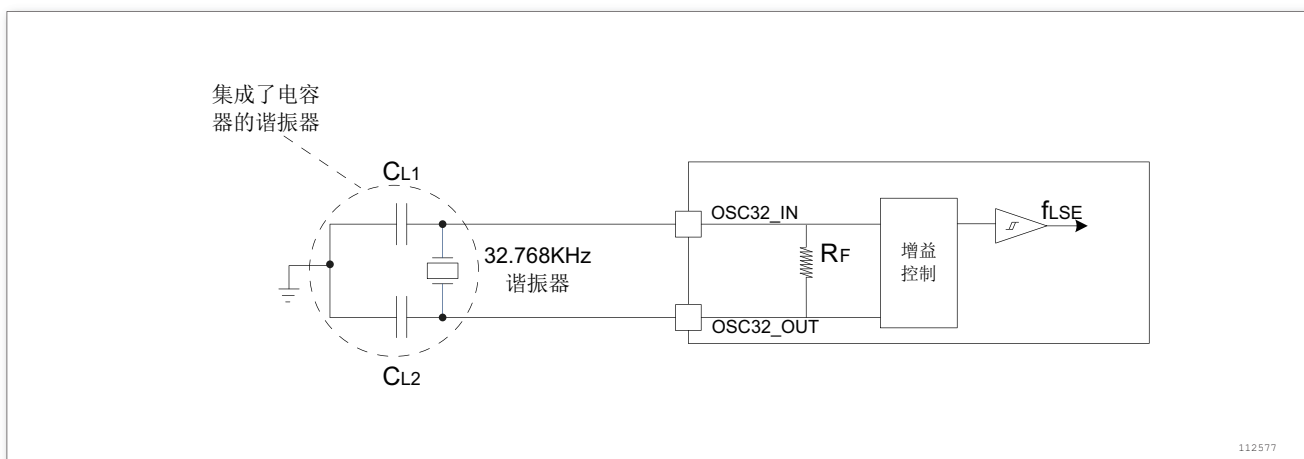 集成了电容
器的谐振器
CL1
OSC32_IN
fLSE
32.768KHz
谐振器
RF
增益
控制
OSC32_OUT
CL2
112577